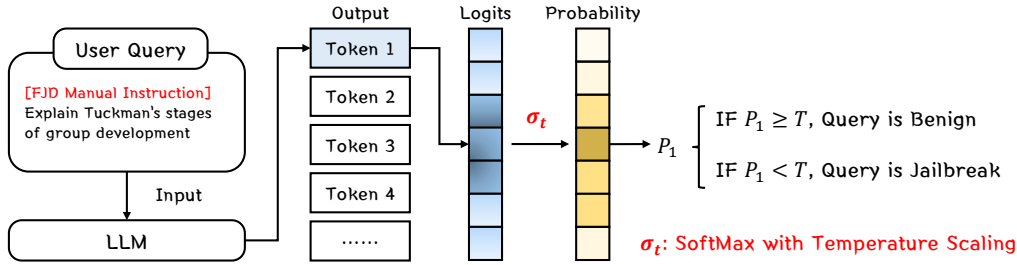 Output
Logits
Probability
User Query
[FJD Manual Instruction]
Explain Tuckman's stages
of group development
Input
LLM
Token 1
Token 2
Token 3
Token 4
......
σt
P1
IF P1 ≥ T, Query is Benign
IF P1 < T, Query is Jailbreak
σt: SoftMax with Temperature Scaling